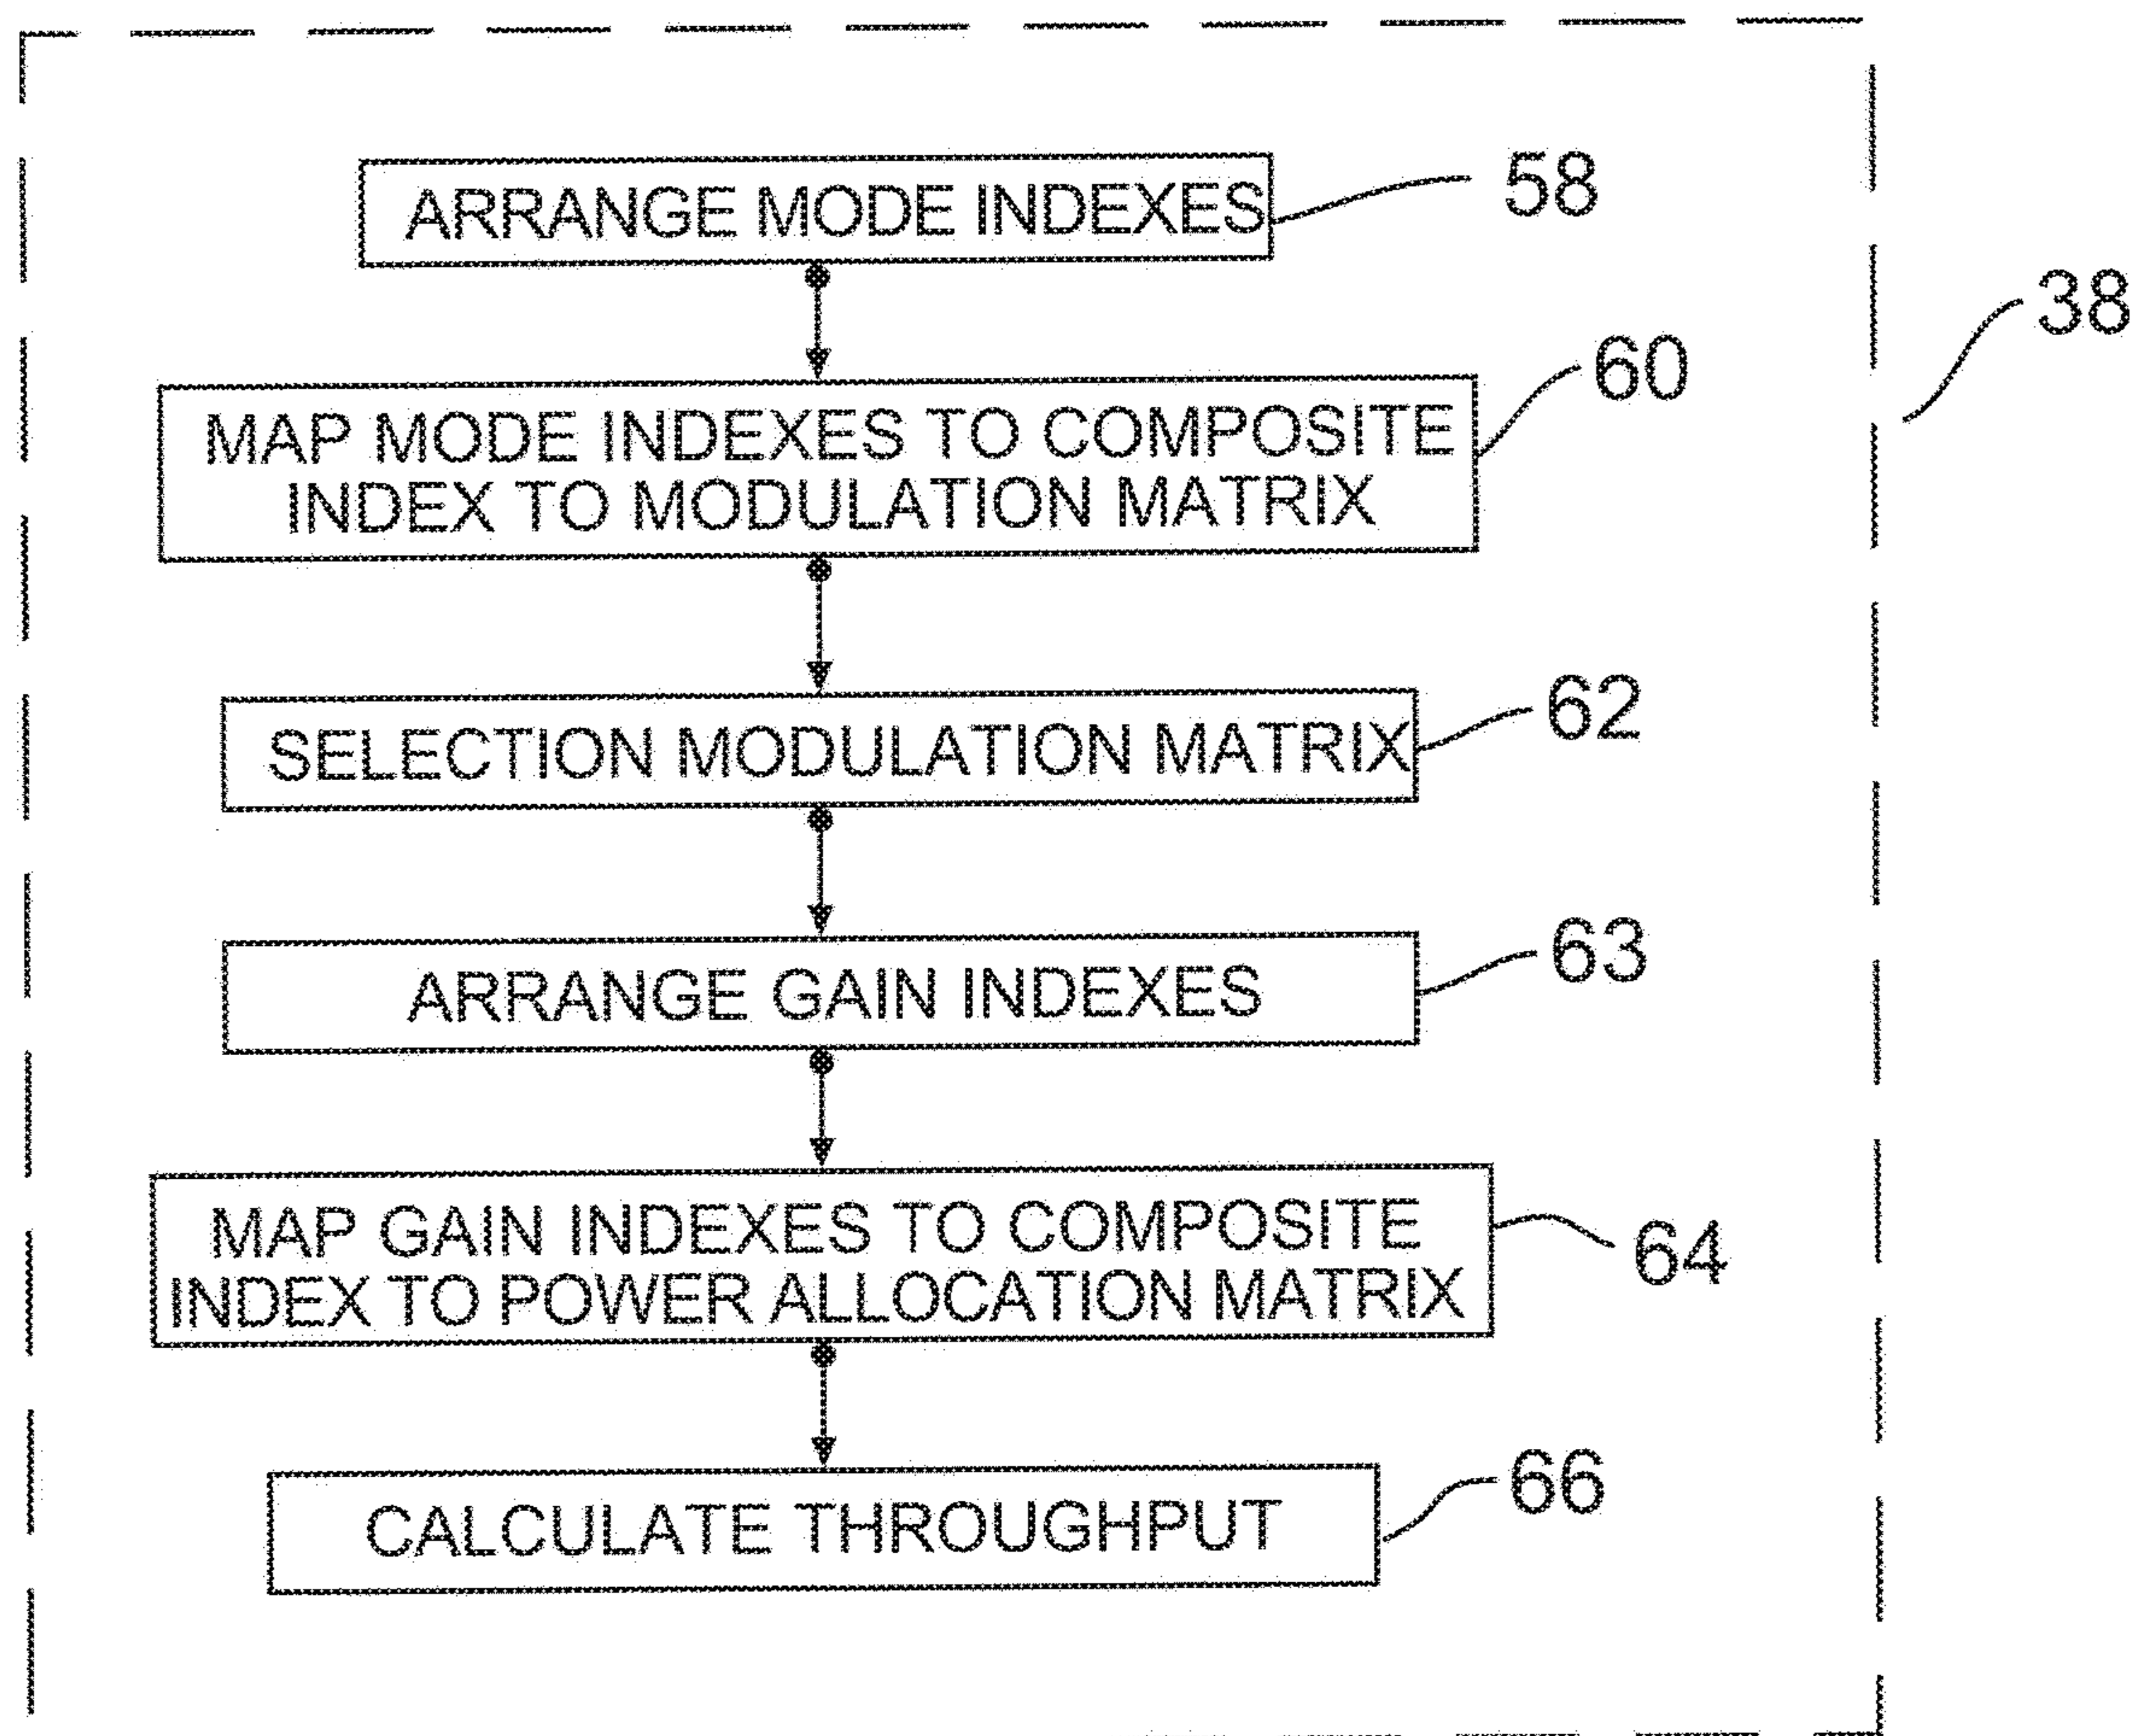 ARRANGE MODE INDEXES
58
38
MAP MODE INDEXES TO COMPOSITE
INDEX TO MODULATION MATRIX
60
SELECTION MODULATION MATRIX
62
ARRANGE GAIN INDEXES
63
MAP GAIN INDEXES TO COMPOSITE
INDEX TO POWER ALLOCATION MATRIX
64
CALCULATE THROUGHPUT
66